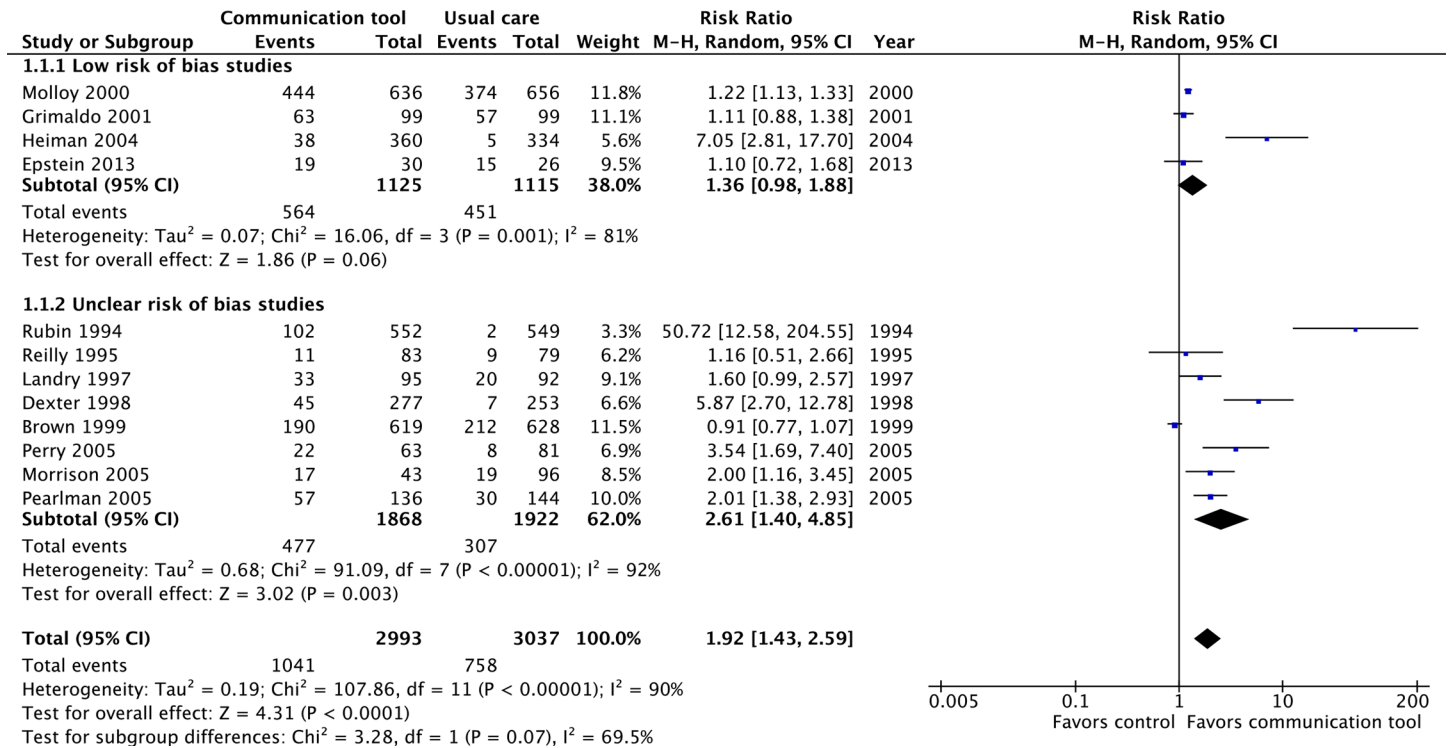 Communication tool Usual care Risk Ratio Risk Ratio
Study or Subgroup Events Total Events Total Weight M-H, Random, 95% CI Year M-H, Random, 95% CI
1.1.1 Low risk of bias studies
Molloy 2000 444 636 374 656 11.8% 1.22 [1.13, 1.33] 2000
Grimaldo 2001 63 99 57 99 11.1% 1.11 [0.88, 1.38] 2001
Heiman 2004 38 360 5 334 5.6% 7.05 [2.81, 17.70] 2004
Epstein 2013 19 30 15 26 9.5% 1.10 [0.72, 1.68] 2013
Subtotal (95% CI) 1125 1115 38.0% 1.36 [0.98, 1.88]
Total events 564 451
Heterogeneity: Tau² = 0.07; Chi² = 16.06, df = 3 (P = 0.001); I² = 81%
Test for overall effect: Z = 1.86 (P = 0.06)
1.1.2 Unclear risk of bias studies
Rubin 1994 102 552 2 549 3.3% 50.72 [12.58, 204.55] 1994
Reilly 1995 11 83 9 79 6.2% 1.16 [0.51, 2.66] 1995
Landry 1997 33 95 20 92 9.1% 1.60 [0.99, 2.57] 1997
Dexter 1998 45 277 7 253 6.6% 5.87 [2.70, 12.78] 1998
Brown 1999 190 619 212 628 11.5% 0.91 [0.77, 1.07] 1999
Perry 2005 22 63 8 81 6.9% 3.54 [1.69, 7.40] 2005
Morrison 2005 17 43 19 96 8.5% 2.00 [1.16, 3.45] 2005
Pearlman 2005 57 136 30 144 10.0% 2.01 [1.38, 2.93] 2005
Subtotal (95% CI) 1868 1922 62.0% 2.61 [1.40, 4.85]
Total events 477 307
Heterogeneity: Tau² = 0.68; Chi² = 91.09, df = 7 (P < 0.00001); I² = 92%
Test for overall effect: Z = 3.02 (P = 0.003)
Total (95% CI) 2993 3037 100.0% 1.92 [1.43, 2.59]
Total events 1041 758
Heterogeneity: Tau² = 0.19; Chi² = 107.86, df = 11 (P < 0.00001); I² = 90%
Test for overall effect: Z = 4.31 (P < 0.0001)
Test for subgroup differences: Chi² = 3.28, df = 1 (P = 0.07), I² = 69.5%
0.005 0.1 1 10 200
Favors control Favors communication tool